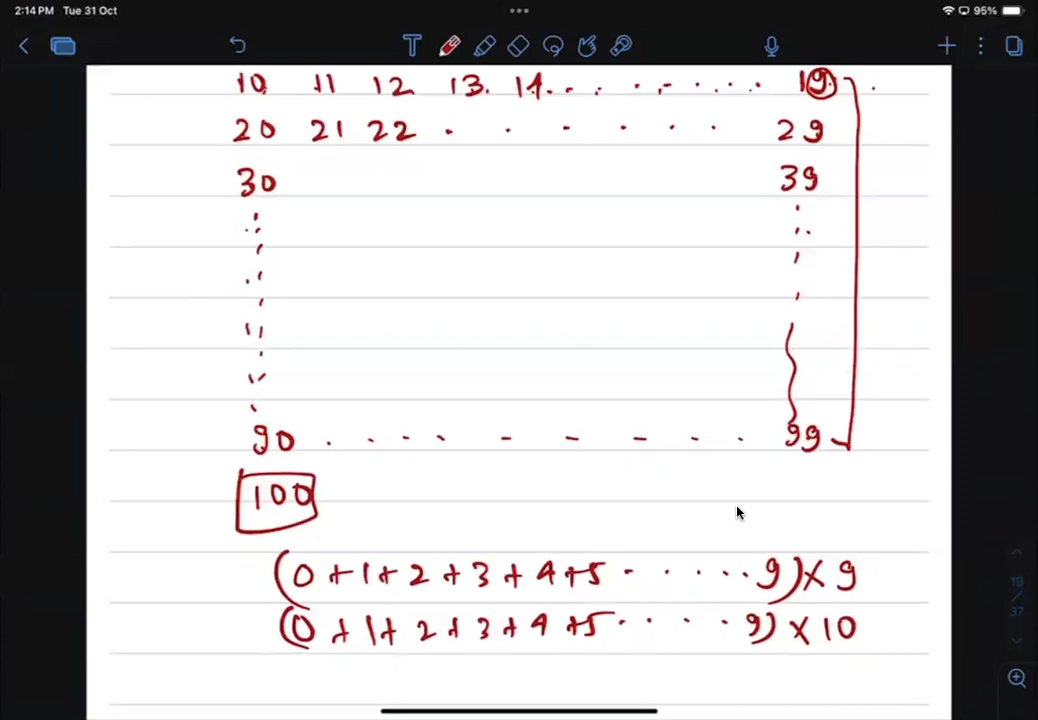 2:14 PM Tue 31 Oct 95%
10 11 12 13. 14. . . . . - . . . . 19
20 21 22 . . - . . . 29
30 39
90 . . . . - - - . . 99
100
(0 + 1 + 2 + 3 + 4 + 5 - . . . . . . 9) × 9
(0 + 1 + 2 + 3 + 4 + 5 . . . . . 9) × 10
19
/
37